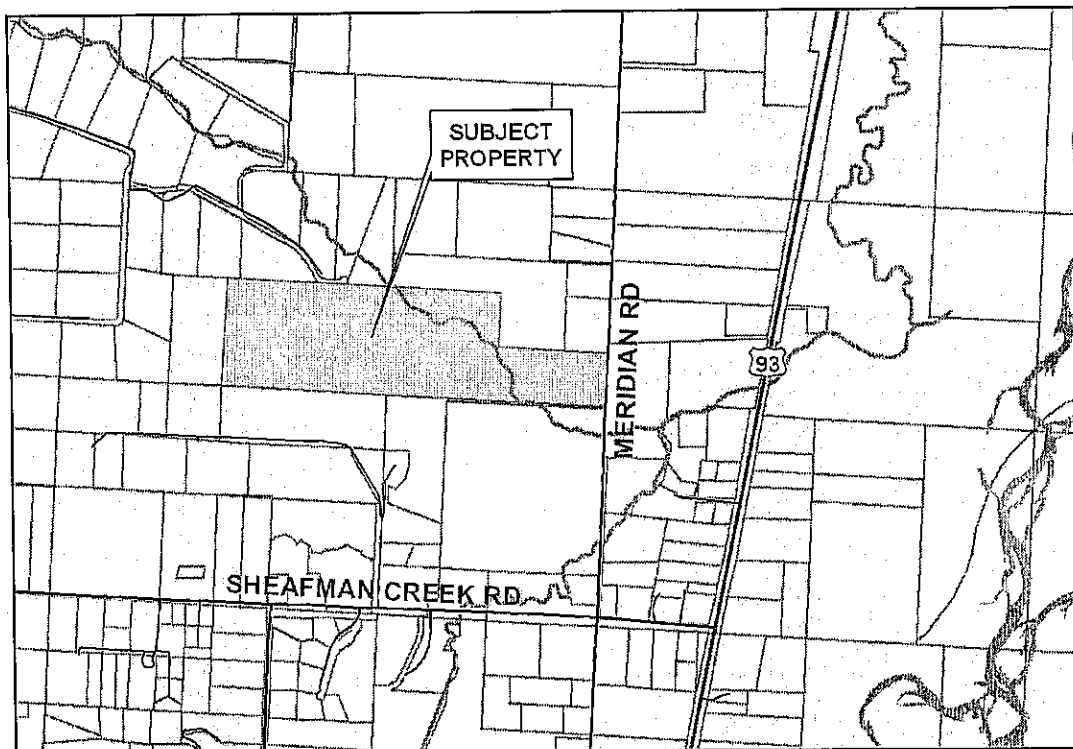 SUBJECT
PROPERTY
MERIDIAN RD
93
SHEAFMAN CREEK RD